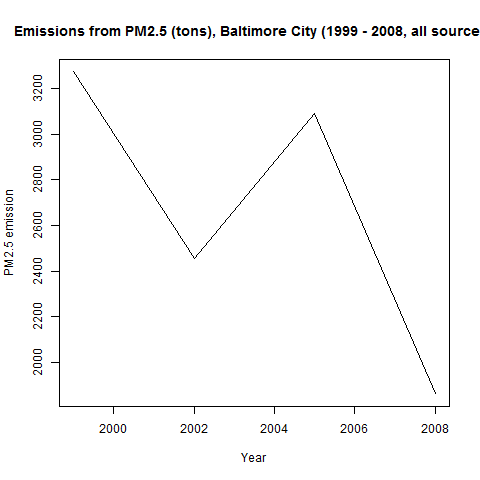 Emissions from PM2.5 (tons), Baltimore City (1999 - 2008, all source
3200
3000
2800
2600
2400
2200
2000
PM2.5 emission
2000 2002 2004 2006 2008
Year